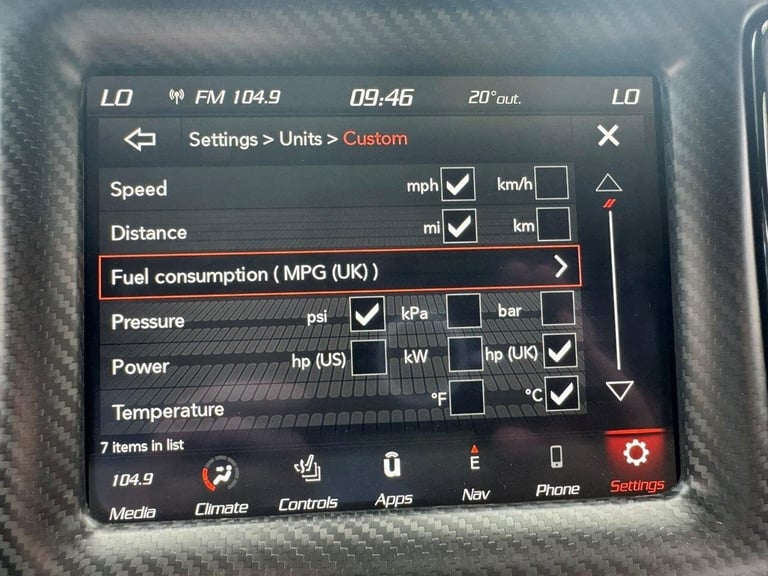 LO FM 104.9 09:46 20° out. LO
Settings > Units > Custom
Speed mph km/h
Distance mi km
Fuel consumption ( MPG (UK) )
Pressure psi kPa bar
Power hp (US) kW hp (UK)
Temperature °F °C
7 items in list
104.9 E
Media Climate Controls Apps Nav Phone Settings